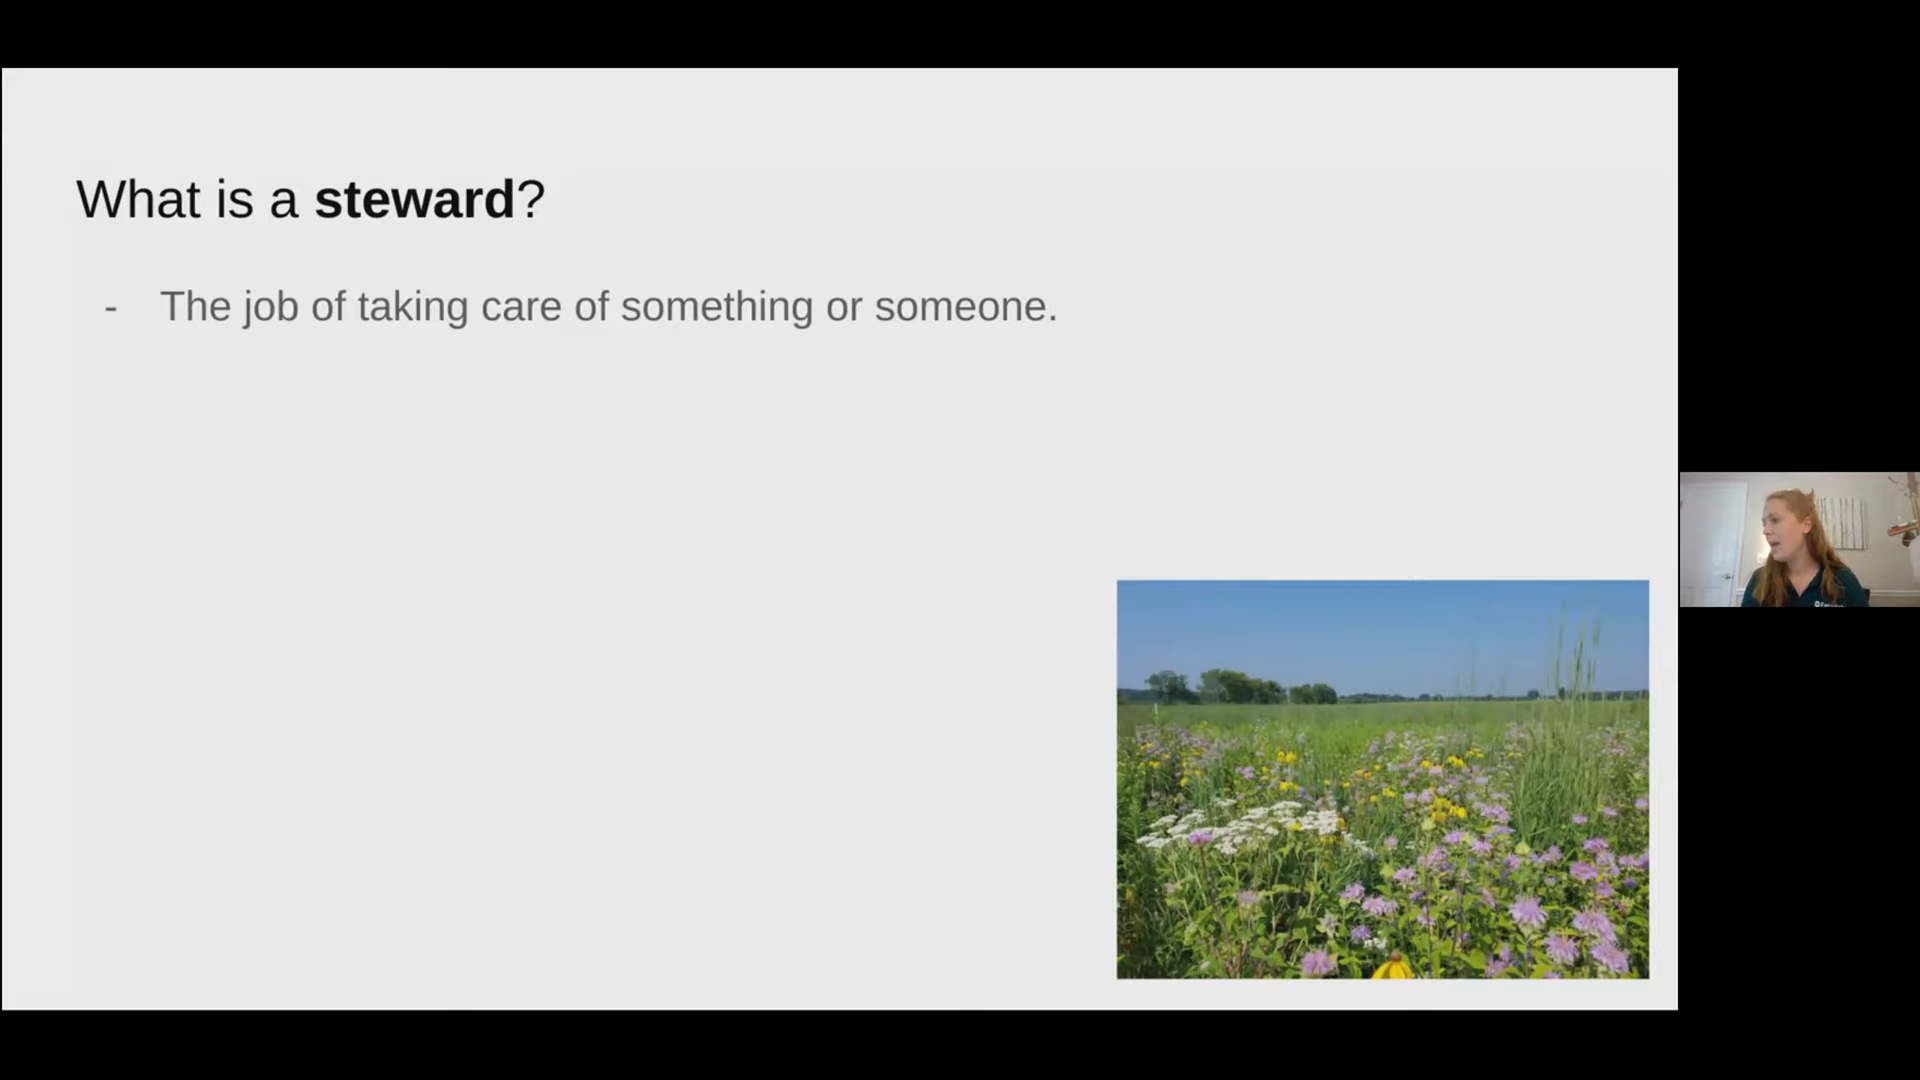 What is a steward?
- The job of taking care of something or someone.